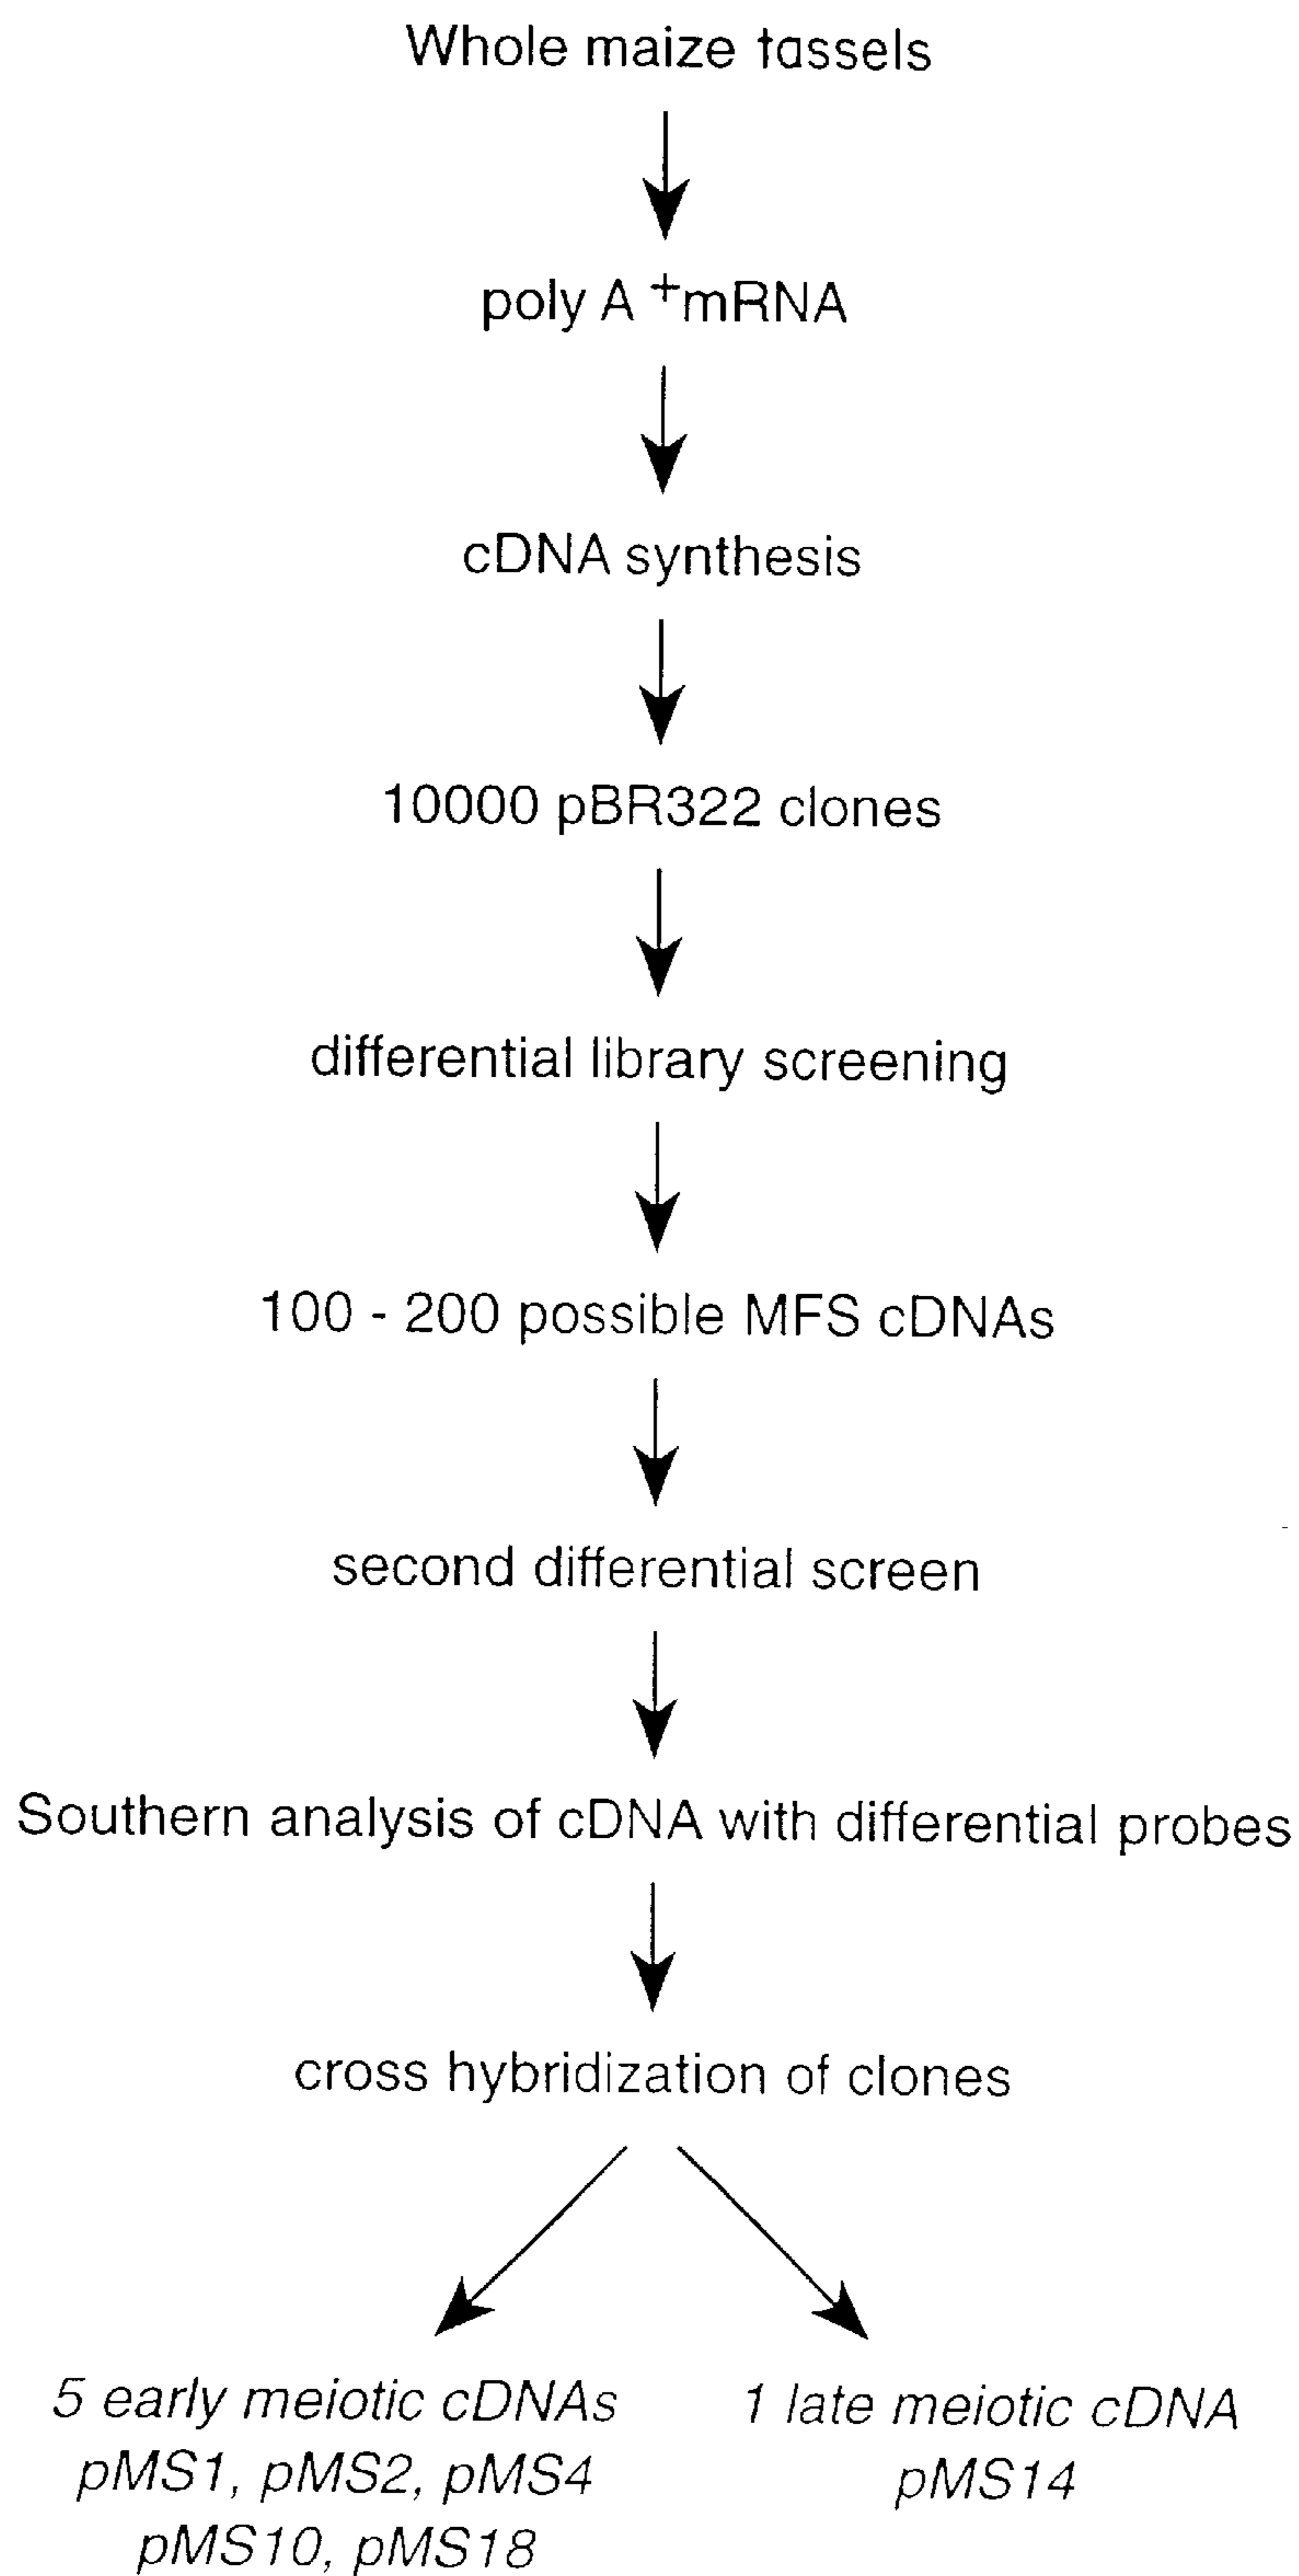 Whole maize tassels
poly A +mRNA
cDNA synthesis
10000 pBR322 clones
differential library screening
100 - 200 possible MFS cDNAs
second differential screen
Southern analysis of cDNA with differential probes
cross hybridization of clones
5 early meiotic cDNAs
pMS1, pMS2, pMS4
pMS10, pMS18
1 late meiotic cDNA
pMS14